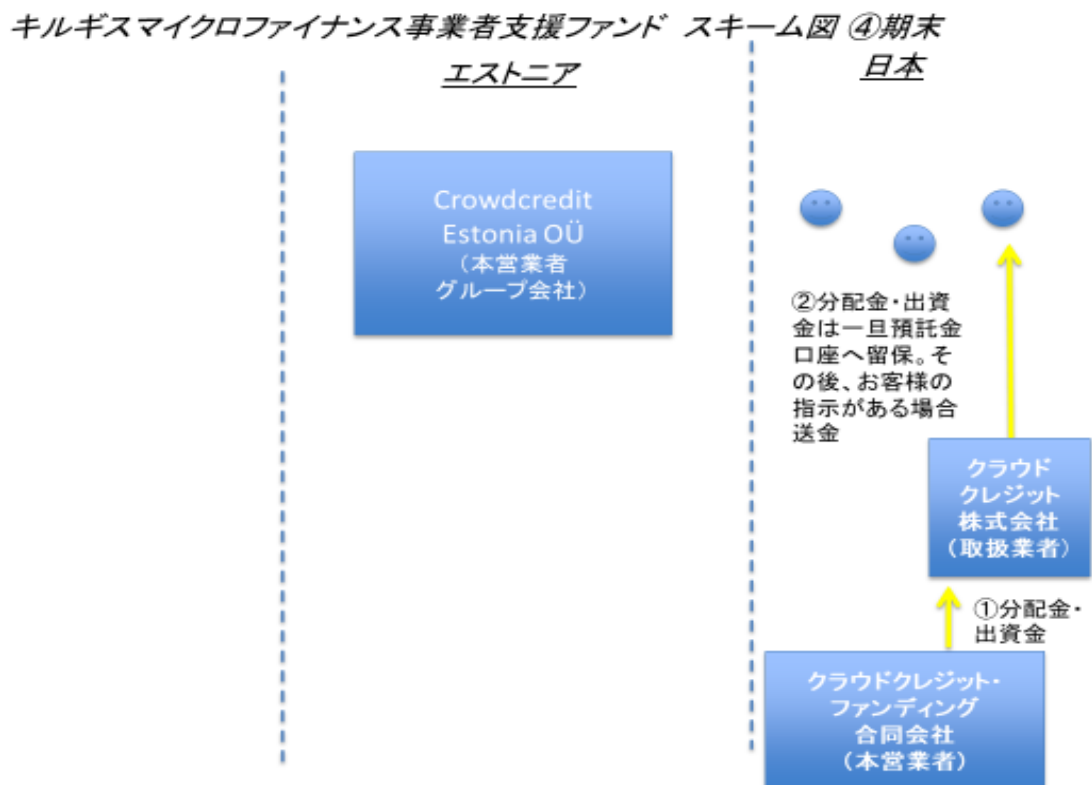 キルギスマイクロファイナンス事業者支援ファンド スキーム図 ④期末
エストニア
日本
Crowdcredit
Estonia OÜ
（本営業者
グループ会社）
②分配金・出資
金は一旦預託金
口座へ留保。そ
の後、お客様の
指示がある場合
送金
クラウド
クレジット
株式会社
（取扱業者）
①分配金・
出資金
クラウドクレジット・
ファンディング
合同会社
（本営業者）